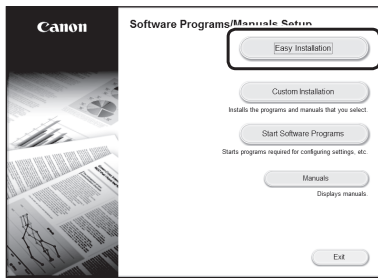 Canon
Software Programs/Manuals Setup
Easy Installation
Custom Installation
Installs the programs and manuals that you select.
Start Software Programs
Starts programs required for configuring settings, etc.
Manuals
Displays manuals.
Exit